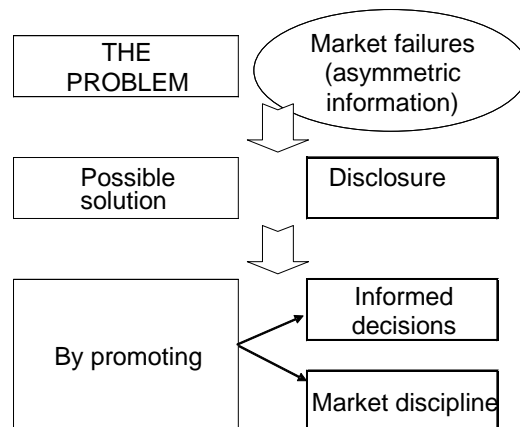 THE
PROBLEM
Market failures
(asymmetric
information)
Possible
solution
Disclosure
By promoting
Informed
decisions
Market discipline